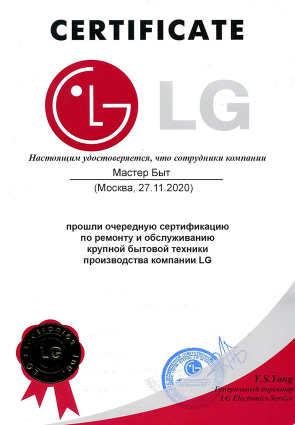 CERTIFICATE
LG
Настоящим удостоверяется, что сотрудники компании
Мастер Быт
(Москва, 27.11.2020)
прошли очередную сертификацию
по ремонту и обслуживанию
крупной бытовой техники
производства компании LG
LG Electronics Inc
LG
Y.S.Yang
Генеральный директор
LG Electronics Service